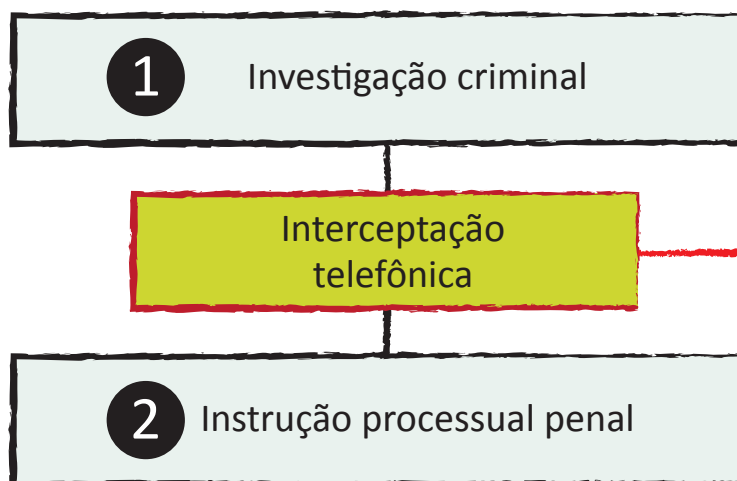 1 Investigação criminal
Interceptação
telefônica
2 Instrução processual penal